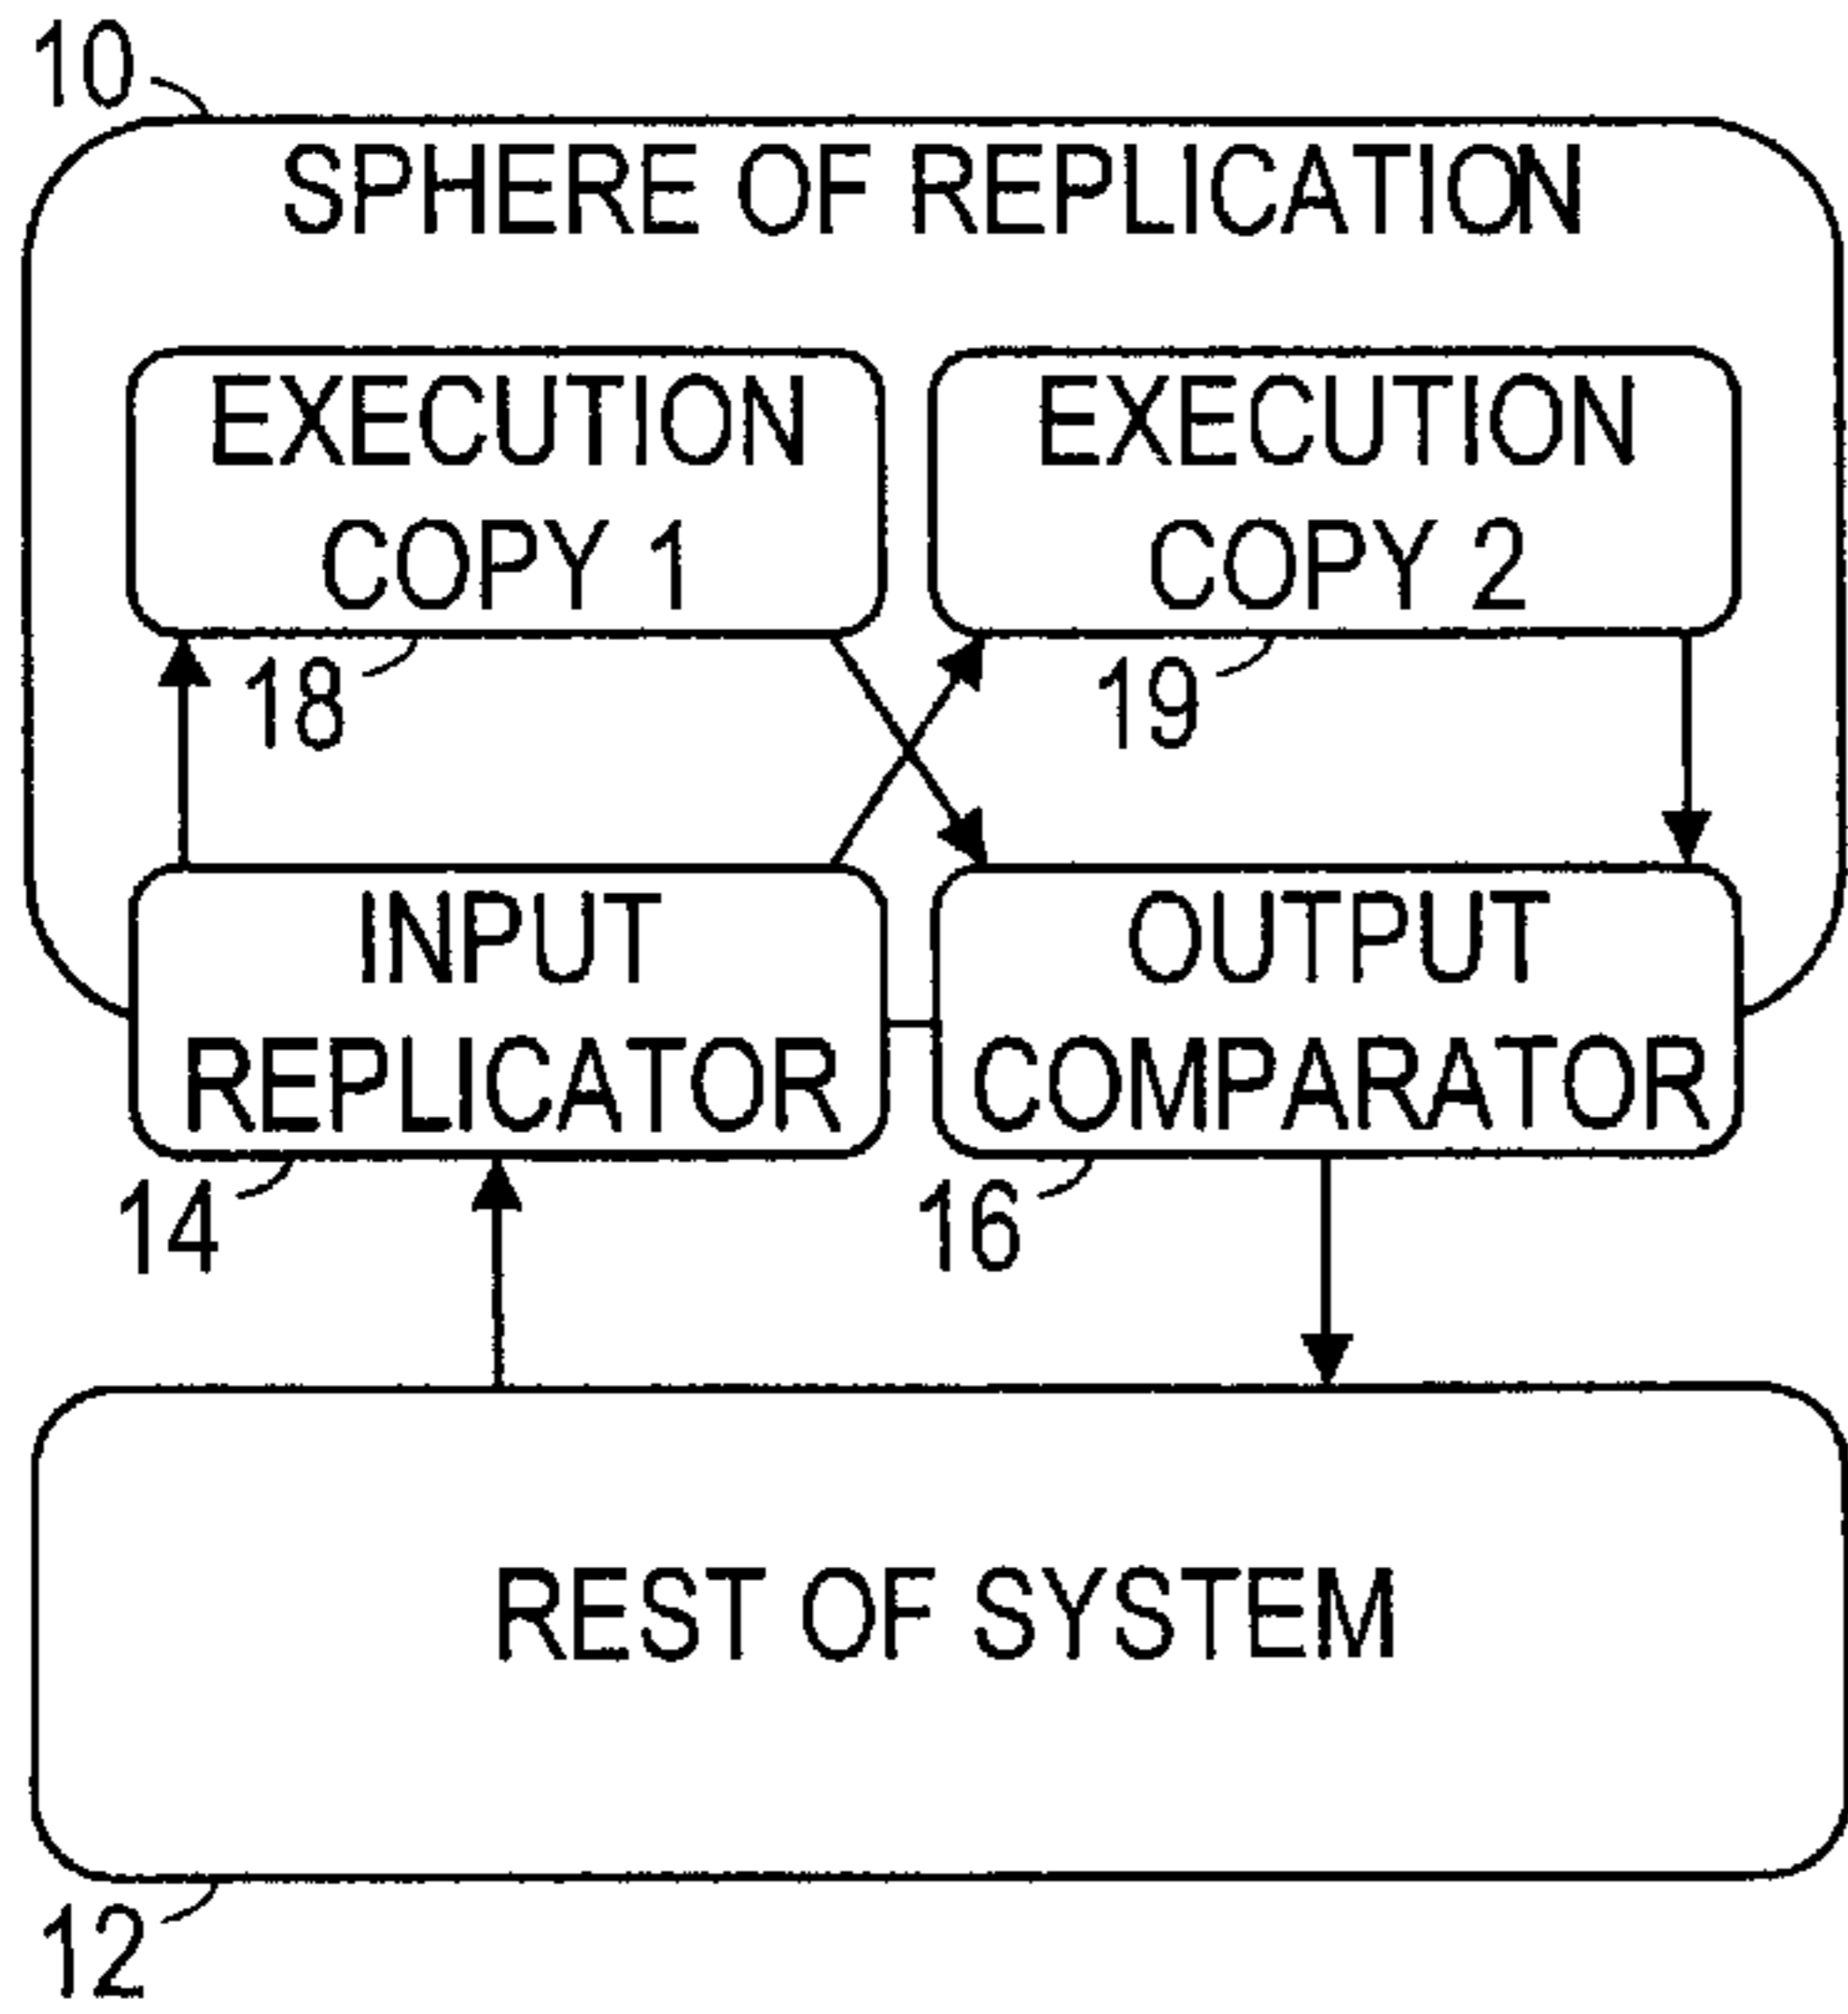 10
SPHERE OF REPLICATION
EXECUTION
COPY 1
EXECUTION
COPY 2
18
19
INPUT
REPLICATOR
OUTPUT
COMPARATOR
14
16
REST OF SYSTEM
12